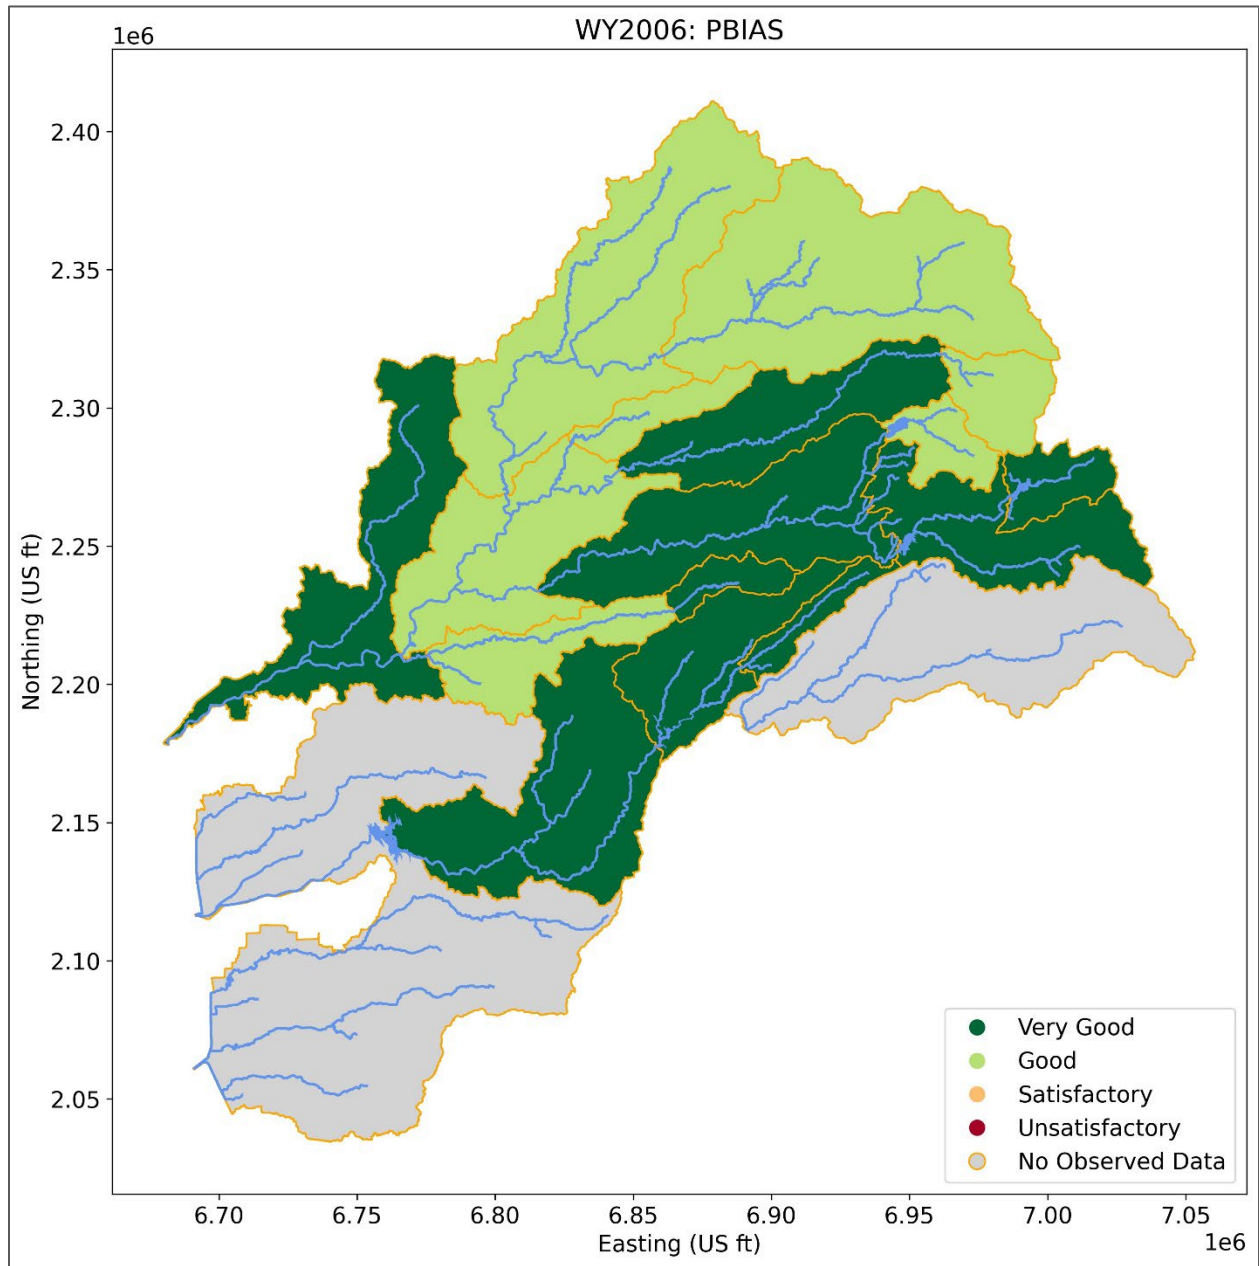 WY2006: PBIAS
1e6
2.40
2.35
2.30
2.25
2.20
2.15
2.10
2.05
Northing (US ft)
Very Good
Good
Satisfactory
Unsatisfactory
No Observed Data
6.70 6.75 6.80 6.85 6.90 6.95 7.00 7.05
Easting (US ft)
1e6